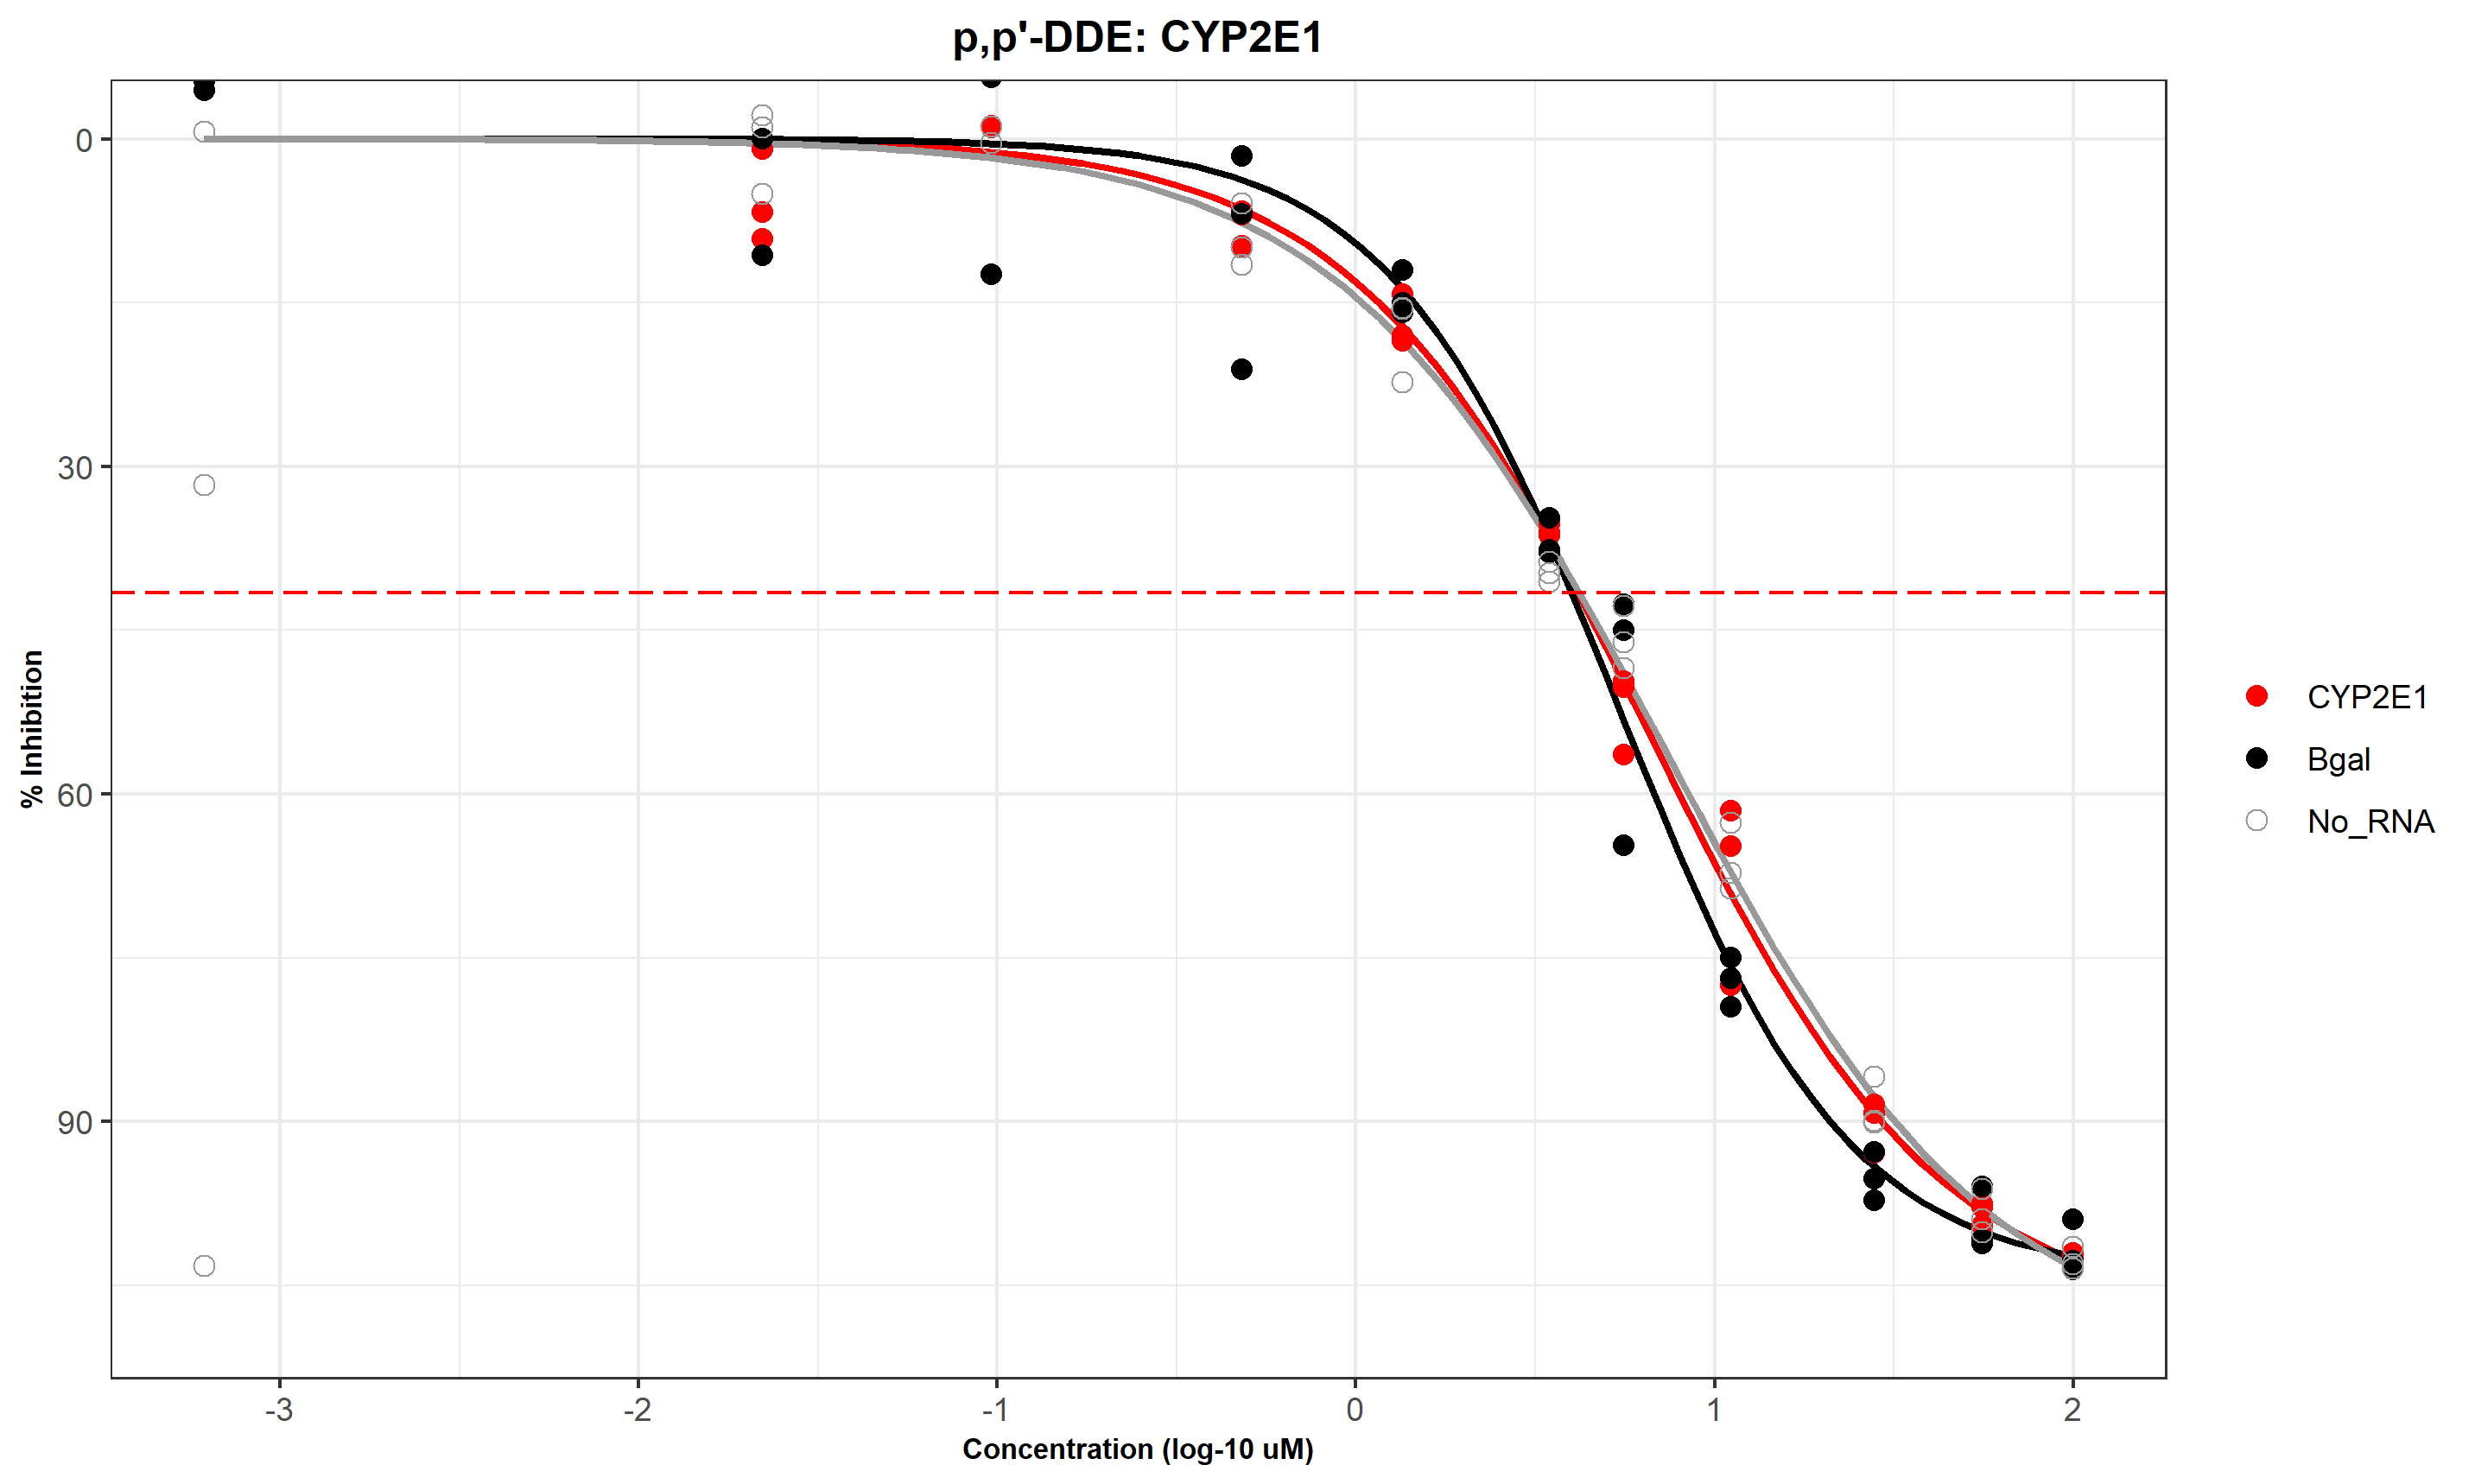 p,p'-DDE: CYP2E1
0
30
60
90
% Inhibition
-3
-2
-1
0
1
2
Concentration (log-10 uM)
CYP2E1
Bgal
No_RNA